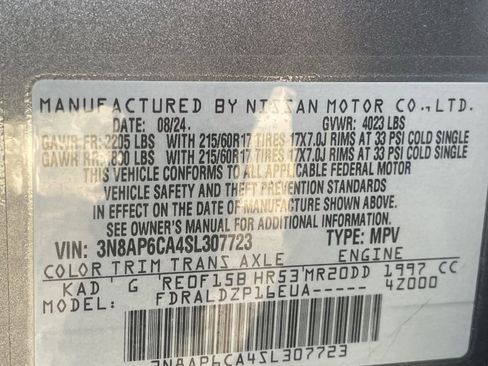 MANUFACTURED BY NISSAN MOTOR CO.,LTD.
DATE: 08/24. GVWR: 4023 LBS
GAWR FR: 2205 LBS WITH 215/60R17 TIRES 17X7.0J RIMS AT 33 PSI COLD SINGLE
GAWR RR: 1830 LBS WITH 215/60R17 TIRES 17X7.0J RIMS AT 33 PSI COLD SINGLE
THIS VEHICLE CONFORMS TO ALL APPLICABLE FEDERAL MOTOR
VEHICLE SAFETY AND THEFT PREVENTION STANDARDS
IN EFFECT ON THE DATE OF MANUFACTURE SHOWN ABOVE.
SEE OWNER'S MANUAL FOR ADDITIONAL INFORMATION
VIN: 3N8AP6CA4SL307723 TYPE: MPV
COLOR TRIM TRANS AXLE ENGINE
KAD G RE0F15B HR53 MR20DD 1997 CC
MODEL: FDRALDZP16EUA----- 4Z000
3N8AP6CA4SL307723